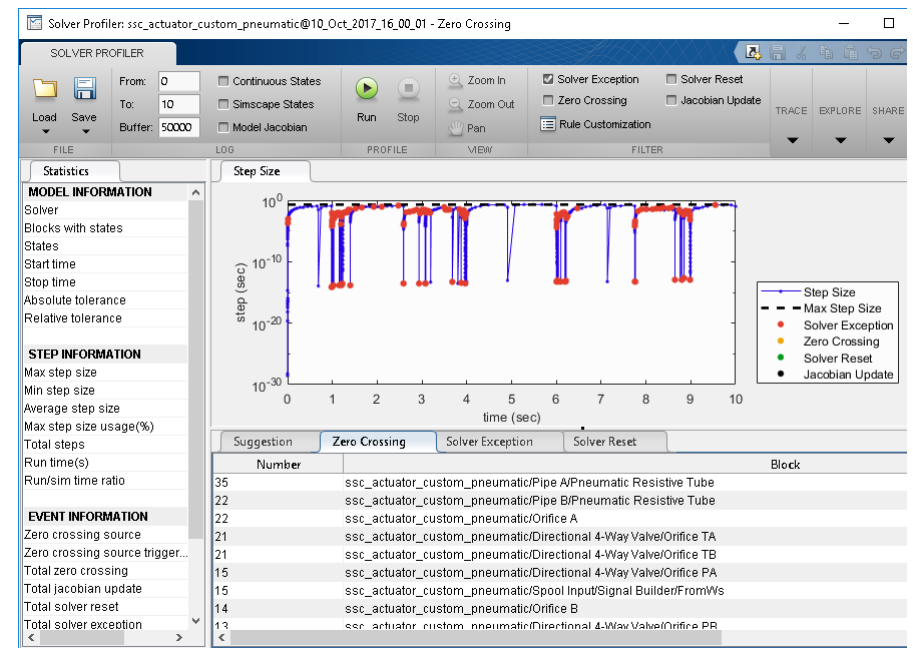 Solver Profiler: ssc_actuator_custom_pneumatic@10_Oct_2017_16_00_01 - Zero Crossing
SOLVER PROFILER
Load
Save
From: 0
To: 10
Buffer: 50000
FILE
Continuous States
Simscape States
Model Jacobian
LOG
Run
Stop
PROFILE
Zoom In
Zoom Out
Pan
VIEW
Solver Exception
Solver Reset
Zero Crossing
Jacobian Update
Rule Customization
FILTER
TRACE
EXPLORE
SHARE
Statistics
MODEL INFORMATION
Solver
Blocks with states
States
Start time
Stop time
Absolute tolerance
Relative tolerance
STEP INFORMATION
Max step size
Min step size
Average step size
Max step size usage(%)
Total steps
Run time(s)
Run/sim time ratio
EVENT INFORMATION
Zero crossing source
Zero crossing source trigger...
Total zero crossing
Total jacobian update
Total solver reset
Total solver exception
Step Size
10^0
10^-10
10^-20
10^-30
step (sec)
0 1 2 3 4 5 6 7 8 9 10
time (sec)
Step Size
Max Step Size
Solver Exception
Zero Crossing
Solver Reset
Jacobian Update
Suggestion Zero Crossing Solver Exception Solver Reset
Number Block
35 ssc_actuator_custom_pneumatic/Pipe A/Pneumatic Resistive Tube
22 ssc_actuator_custom_pneumatic/Pipe B/Pneumatic Resistive Tube
22 ssc_actuator_custom_pneumatic/Orifice A
21 ssc_actuator_custom_pneumatic/Directional 4-Way Valve/Orifice TA
21 ssc_actuator_custom_pneumatic/Directional 4-Way Valve/Orifice TB
15 ssc_actuator_custom_pneumatic/Directional 4-Way Valve/Orifice PA
15 ssc_actuator_custom_pneumatic/Spool Input/Signal Builder/FromWs
14 ssc_actuator_custom_pneumatic/Orifice B
13 ssc_actuator_custom_pneumatic/Directional 4-Way Valve/Orifice PB